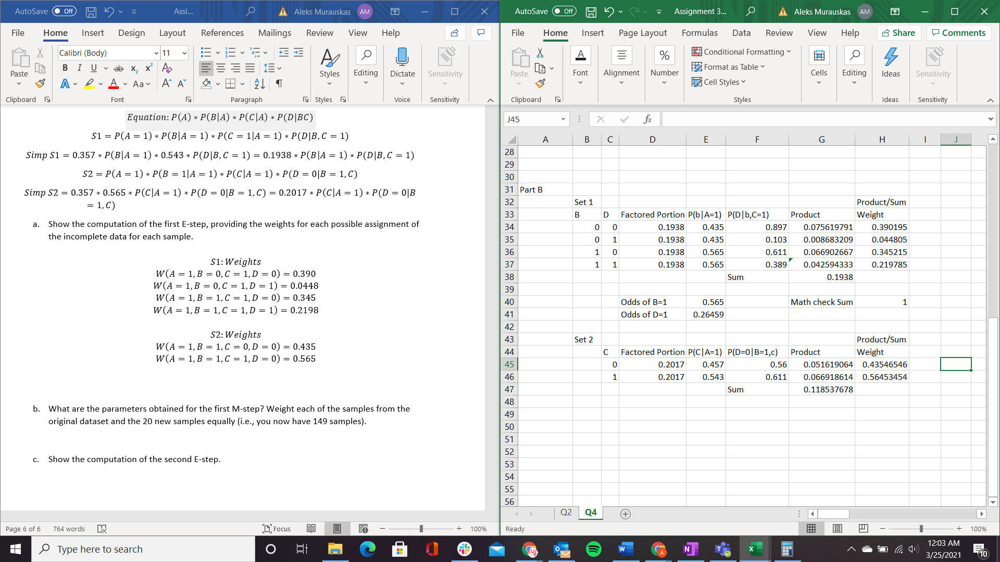 AutoSave Off Assi... Aleks Murauskas AM
File Home Insert Design Layout References Mailings Review View Help
Calibri (Body) 11
Paste B I U ab x₂ x² Styles Editing Dictate Sensitivity
A A Aa A A
Clipboard Font Paragraph Styles Voice Sensitivity
Equation: P(A) * P(B|A) * P(C|A) * P(D|BC)
S1 = P(A = 1) * P(B|A = 1) * P(C = 1|A = 1) * P(D|B, C = 1)
Simp S1 = 0.357 * P(B|A = 1) * 0.543 * P(D|B, C = 1) = 0.1938 * P(B|A = 1) * P(D|B, C = 1)
S2 = P(A = 1) * P(B = 1|A = 1) * P(C|A = 1) * P(D = 0|B = 1, C)
Simp S2 = 0.357 * 0.565 * P(C|A = 1) * P(D = 0|B = 1, C) = 0.2017 * P(C|A = 1) * P(D = 0|B
= 1, C)
a. Show the computation of the first E-step, providing the weights for each possible assignment of
the incomplete data for each sample.
S1: Weights
W(A = 1, B = 0, C = 1, D = 0) = 0.390
W(A = 1, B = 0, C = 1, D = 1) = 0.0448
W(A = 1, B = 1, C = 1, D = 0) = 0.345
W(A = 1, B = 1, C = 1, D = 1) = 0.2198
S2: Weights
W(A = 1, B = 1, C = 0, D = 0) = 0.435
W(A = 1, B = 1, C = 1, D = 0) = 0.565
b. What are the parameters obtained for the first M-step? Weight each of the samples from the
original dataset and the 20 new samples equally (i.e., you now have 149 samples).
c. Show the computation of the second E-step.
Page 6 of 6 764 words Focus 100%
AutoSave Off Assignment 3... Aleks Murauskas AM
File Home Insert Page Layout Formulas Data Review View Help Share Comments
Conditional Formatting
Format as Table
Cell Styles
Paste Font Alignment Number Cells Editing Ideas Sensitivity
Clipboard Styles Ideas Sensitivity
J45 fx
A B C D E F G H I J
28
29
30
31 Part B
32 Set 1 Product/Sum
33 B D Factored Portion P(b|A=1) P(D|b,C=1) Product Weight
34 0 0 0.1938 0.435 0.897 0.075619791 0.390195
35 0 1 0.1938 0.435 0.103 0.008683209 0.044805
36 1 0 0.1938 0.565 0.611 0.066902667 0.345215
37 1 1 0.1938 0.565 0.389 0.042594333 0.219785
38 Sum 0.1938
39
40 Odds of B=1 0.565 Math check Sum 1
41 Odds of D=1 0.26459
42
43 Set 2 Product/Sum
44 C Factored Portion P(C|A=1) P(D=0|B=1,c) Product Weight
45 0 0.2017 0.457 0.56 0.051619064 0.43546546
46 1 0.2017 0.543 0.611 0.066918614 0.56453454
47 Sum 0.118537678
48
49
50
51
52
53
54
55
56
Q2 Q4
Ready 100%
Type here to search
12:03 AM
3/25/2021
10